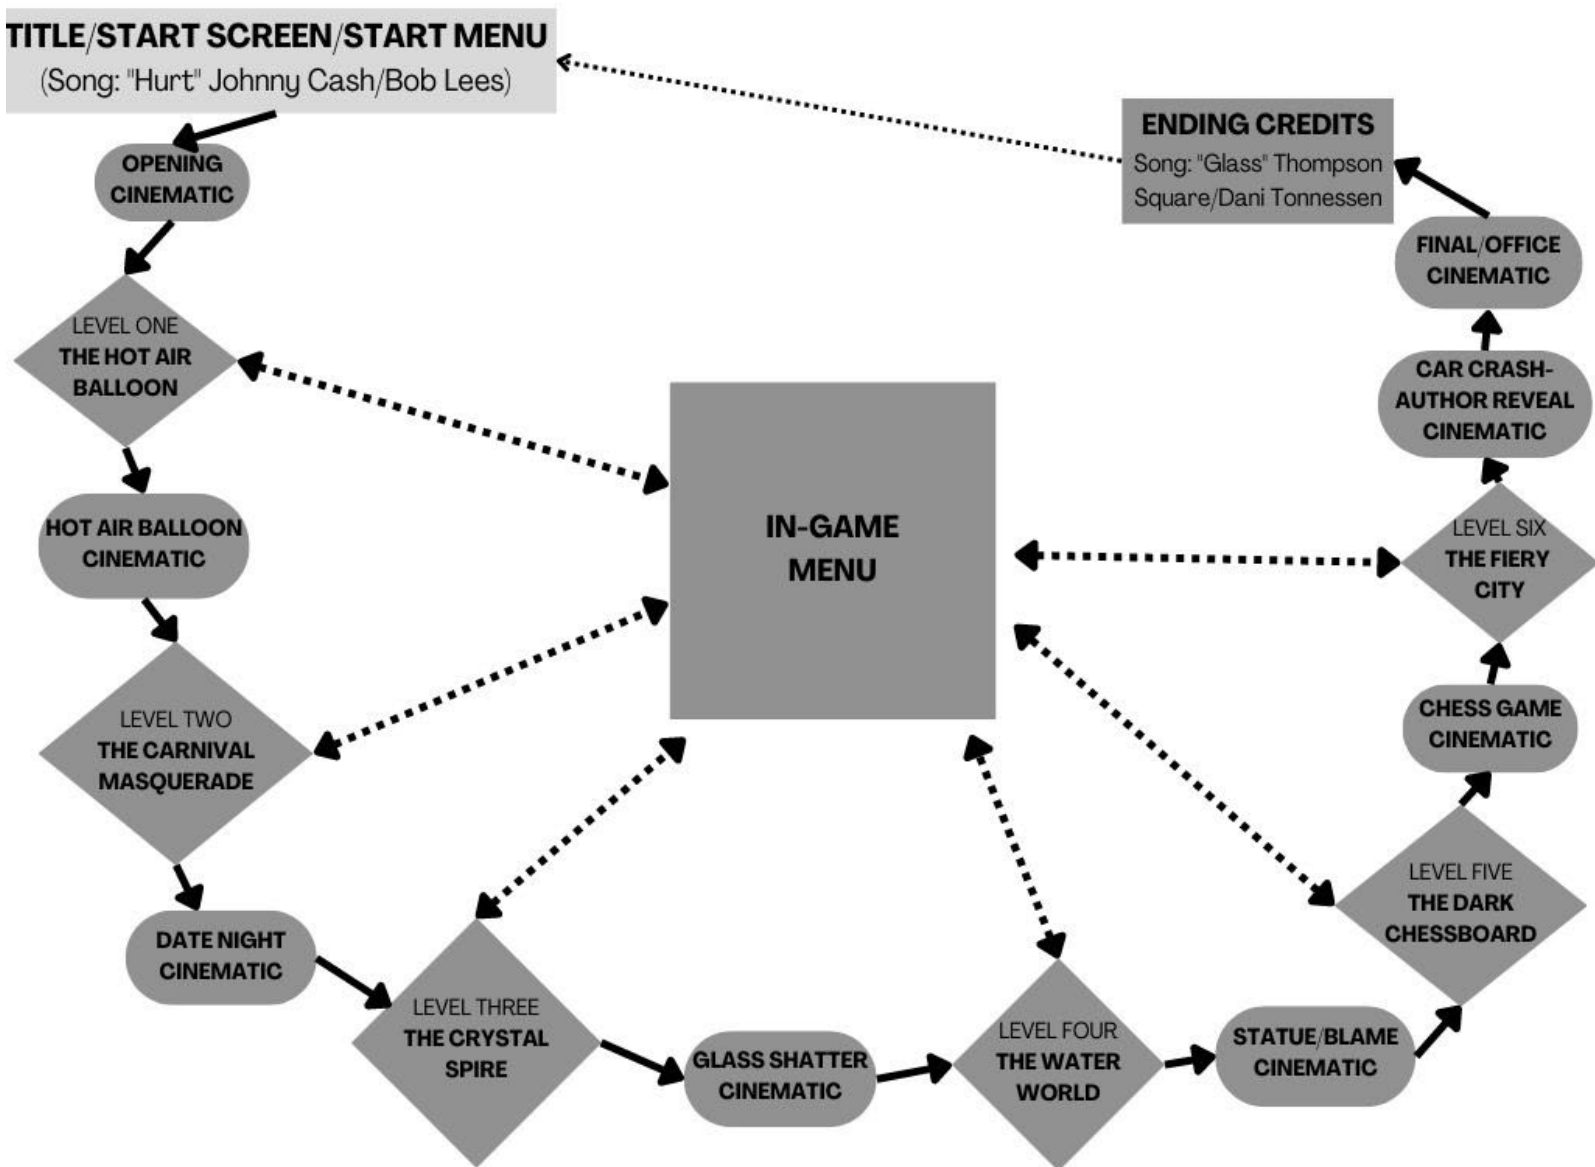 TITLE/START SCREEN/START MENU
(Song: "Hurt" Johnny Cash/Bob Lees)
OPENING
CINEMATIC
LEVEL ONE
THE HOT AIR
BALLOON
HOT AIR BALLOON
CINEMATIC
LEVEL TWO
THE CARNIVAL
MASQUERADE
DATE NIGHT
CINEMATIC
LEVEL THREE
THE CRYSTAL
SPIRE
GLASS SHATTER
CINEMATIC
LEVEL FOUR
THE WATER
WORLD
STATUE/BLAME
CINEMATIC
LEVEL FIVE
THE DARK
CHESSBOARD
CHESS GAME
CINEMATIC
LEVEL SIX
THE FIERY
CITY
CAR CRASH-
AUTHOR REVEAL
CINEMATIC
FINAL/OFFICE
CINEMATIC
ENDING CREDITS
Song: "Glass" Thompson
Square/Dani Tonnessen
IN-GAME
MENU